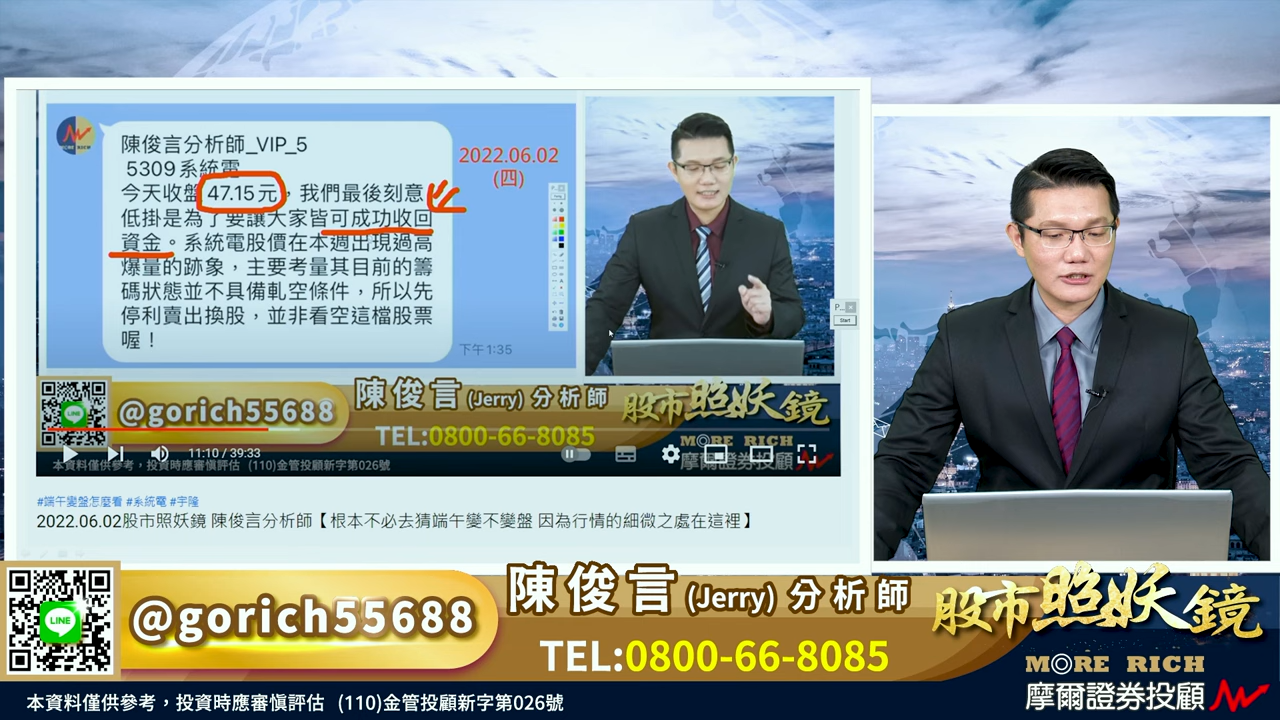 陳俊言分析師_VIP_5
5309系統電
今天收盤47.15元，我們最後刻意
低掛是為了要讓大家皆可成功收回
資金。系統電股價在本週出現過高
爆量的跡象，主要考量其目前的籌
碼狀態並不具備軋空條件，所以先
停利賣出換股，並非看空這檔股票
喔！
下午1:35
2022.06.02
(四)
MORE RICH
P...
Start
LINE
@gorich55688
陳俊言(Jerry)分析師
TEL:0800-66-8085
股市照妖鏡
MORE RICH
摩爾證券投顧
11:10 / 39:33
本資料僅供參考，投資時應審慎評估 (110)金管投顧新字第026號
#端午變盤怎麼看 #系統電 #宇隆
2022.06.02股市照妖鏡 陳俊言分析師【根本不必去猜端午變不變盤 因為行情的細微之處在這裡】
LINE
@gorich55688
陳俊言(Jerry)分析師
TEL:0800-66-8085
股市照妖鏡
MORE RICH
摩爾證券投顧
本資料僅供參考，投資時應審慎評估 (110)金管投顧新字第026號